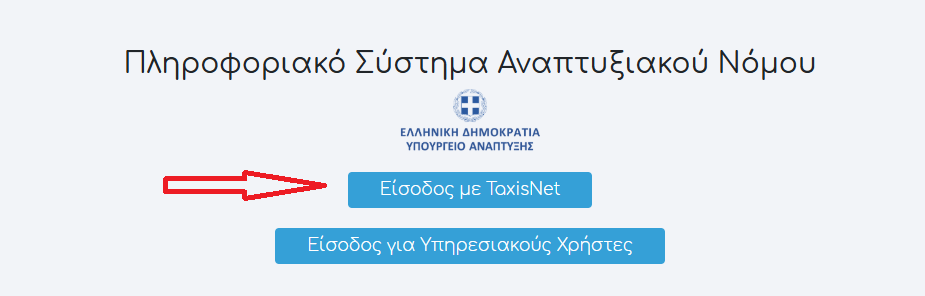 Πληροφοριακό Σύστημα Αναπτυξιακού Νόμου
ΕΛΛΗΝΙΚΗ ΔΗΜΟΚΡΑΤΙΑ
ΥΠΟΥΡΓΕΙΟ ΑΝΑΠΤΥΞΗΣ
Είσοδος με TaxisNet
Είσοδος για Υπηρεσιακούς Χρήστες